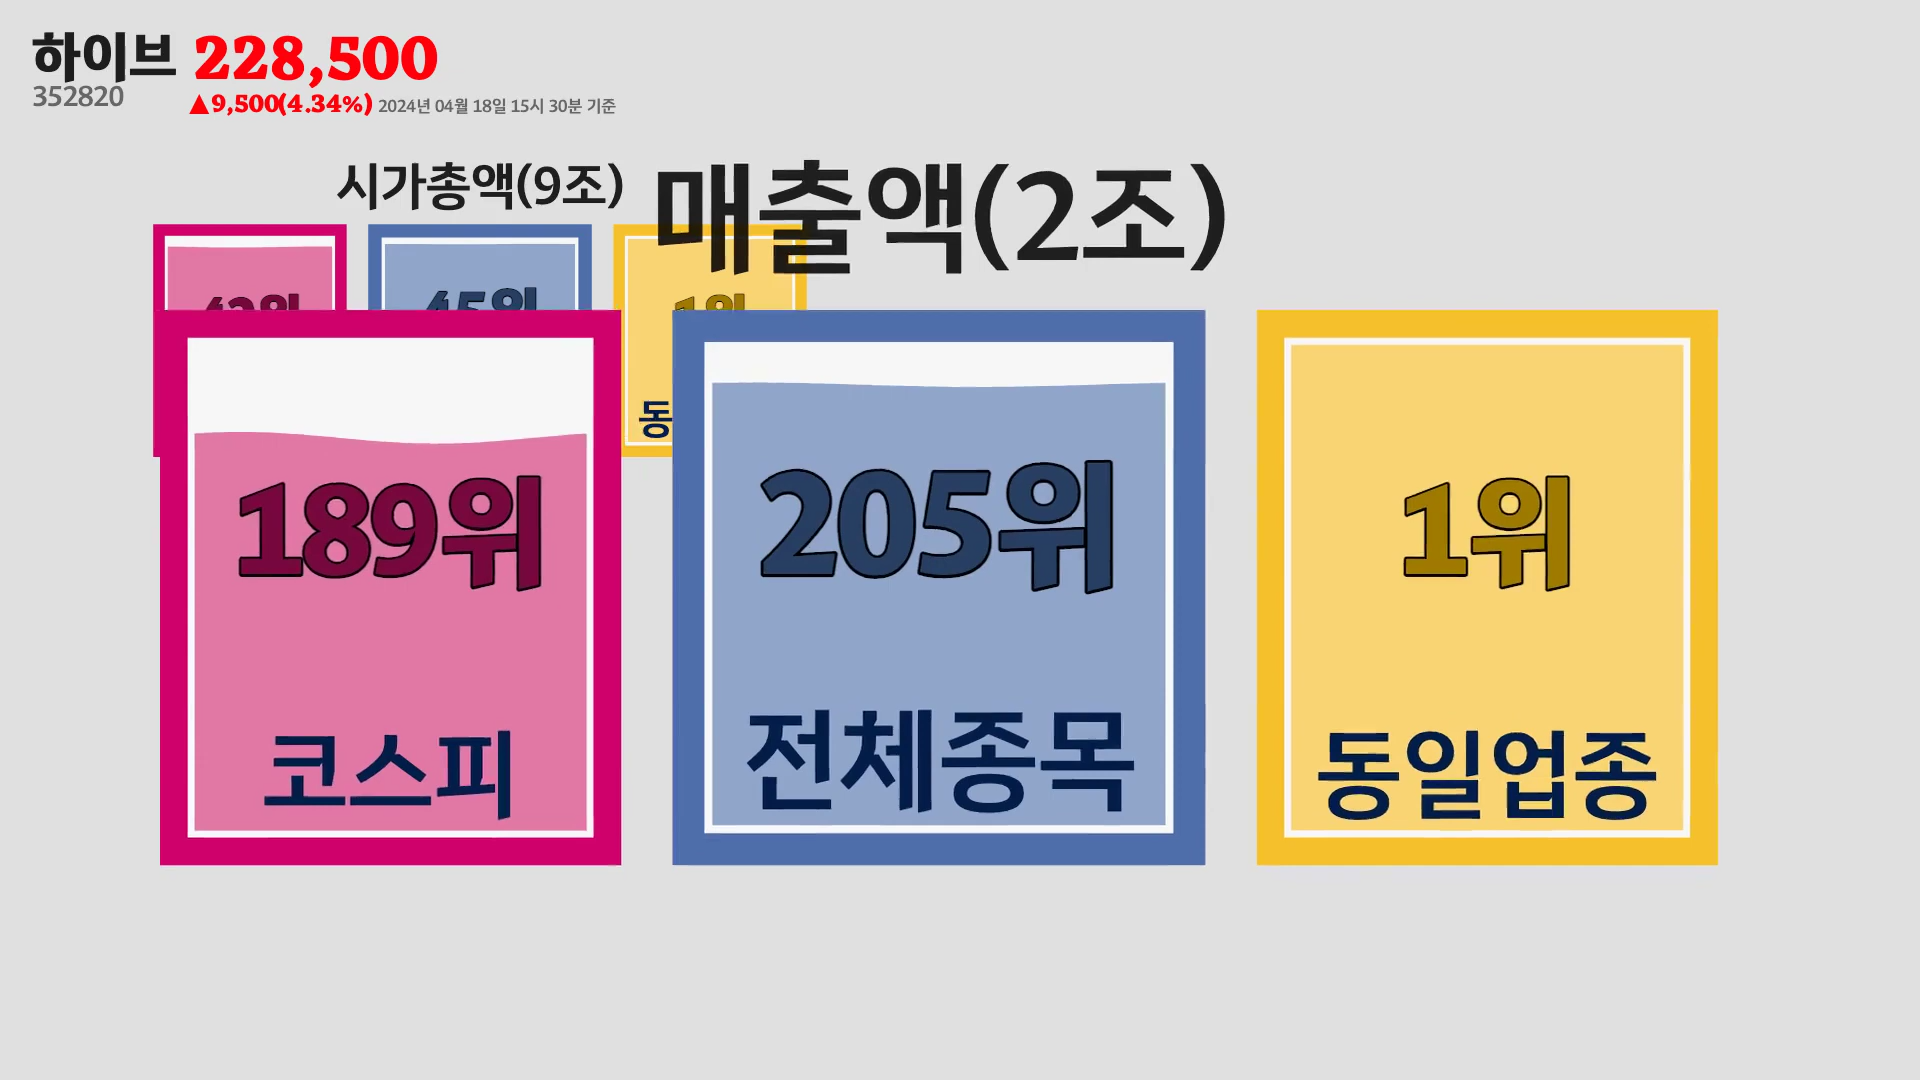 하이브 228,500
352820
▲9,500(4.34%) 2024년 04월 18일 15시 30분 기준
시가총액(9조)
매출액(2조)
1위
동
189위
205위
1위
코스피
전체종목
동일업종